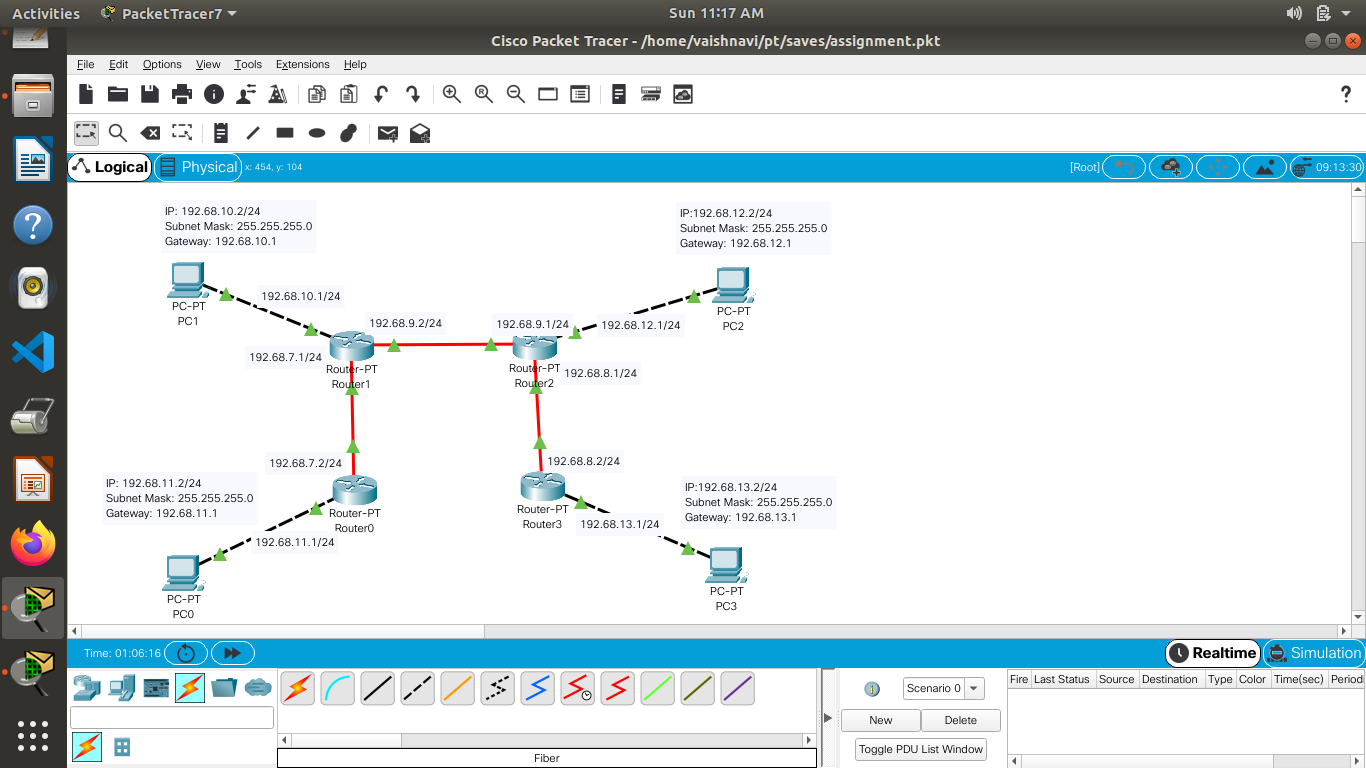 Activities
PacketTracer7
Sun 11:17 AM
Cisco Packet Tracer - /home/vaishnavi/pt/saves/assignment.pkt
File Edit Options View Tools Extensions Help
?
Logical
Physical
x: 454, y: 104
[Root]
09:13:30
IP: 192.68.10.2/24
Subnet Mask: 255.255.255.0
Gateway: 192.68.10.1
IP:192.68.12.2/24
Subnet Mask: 255.255.255.0
Gateway: 192.68.12.1
PC-PT
PC1
192.68.10.1/24
192.68.9.2/24
192.68.9.1/24
192.68.12.1/24
PC-PT
PC2
192.68.7.1/24
Router-PT
Router1
Router-PT
Router2
192.68.8.1/24
192.68.7.2/24
192.68.8.2/24
IP: 192.68.11.2/24
Subnet Mask: 255.255.255.0
Gateway: 192.68.11.1
Router-PT
Router0
Router-PT
Router3
IP:192.68.13.2/24
Subnet Mask: 255.255.255.0
Gateway: 192.68.13.1
192.68.11.1/24
192.68.13.1/24
PC-PT
PC0
PC-PT
PC3
Time: 01:06:16
Realtime
Simulation
Scenario 0
New
Delete
Toggle PDU List Window
Fire Last Status Source Destination Type Color Time(sec) Period
Fiber